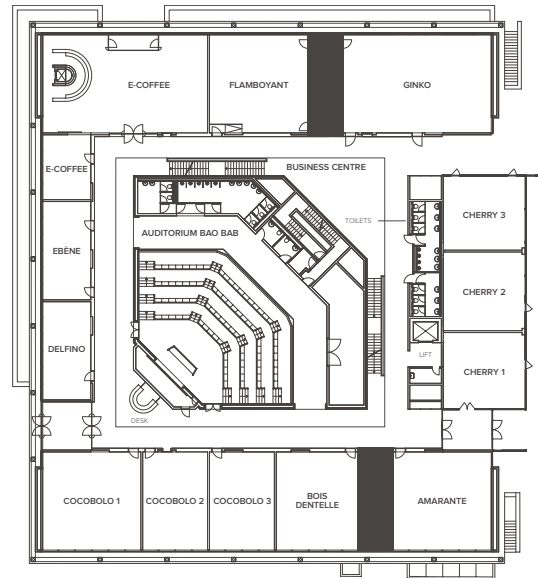 E-COFFEE
FLAMBOYANT
GINKO
E-COFFEE
BUSINESS CENTRE
CHERRY 3
TOILETS
AUDITORIUM BAO BAB
EBÈNE
CHERRY 2
DELFINO
LIFT
CHERRY 1
DESK
COCOBOLO 1
COCOBOLO 2
COCOBOLO 3
BOIS
DENTELLE
AMARANTE